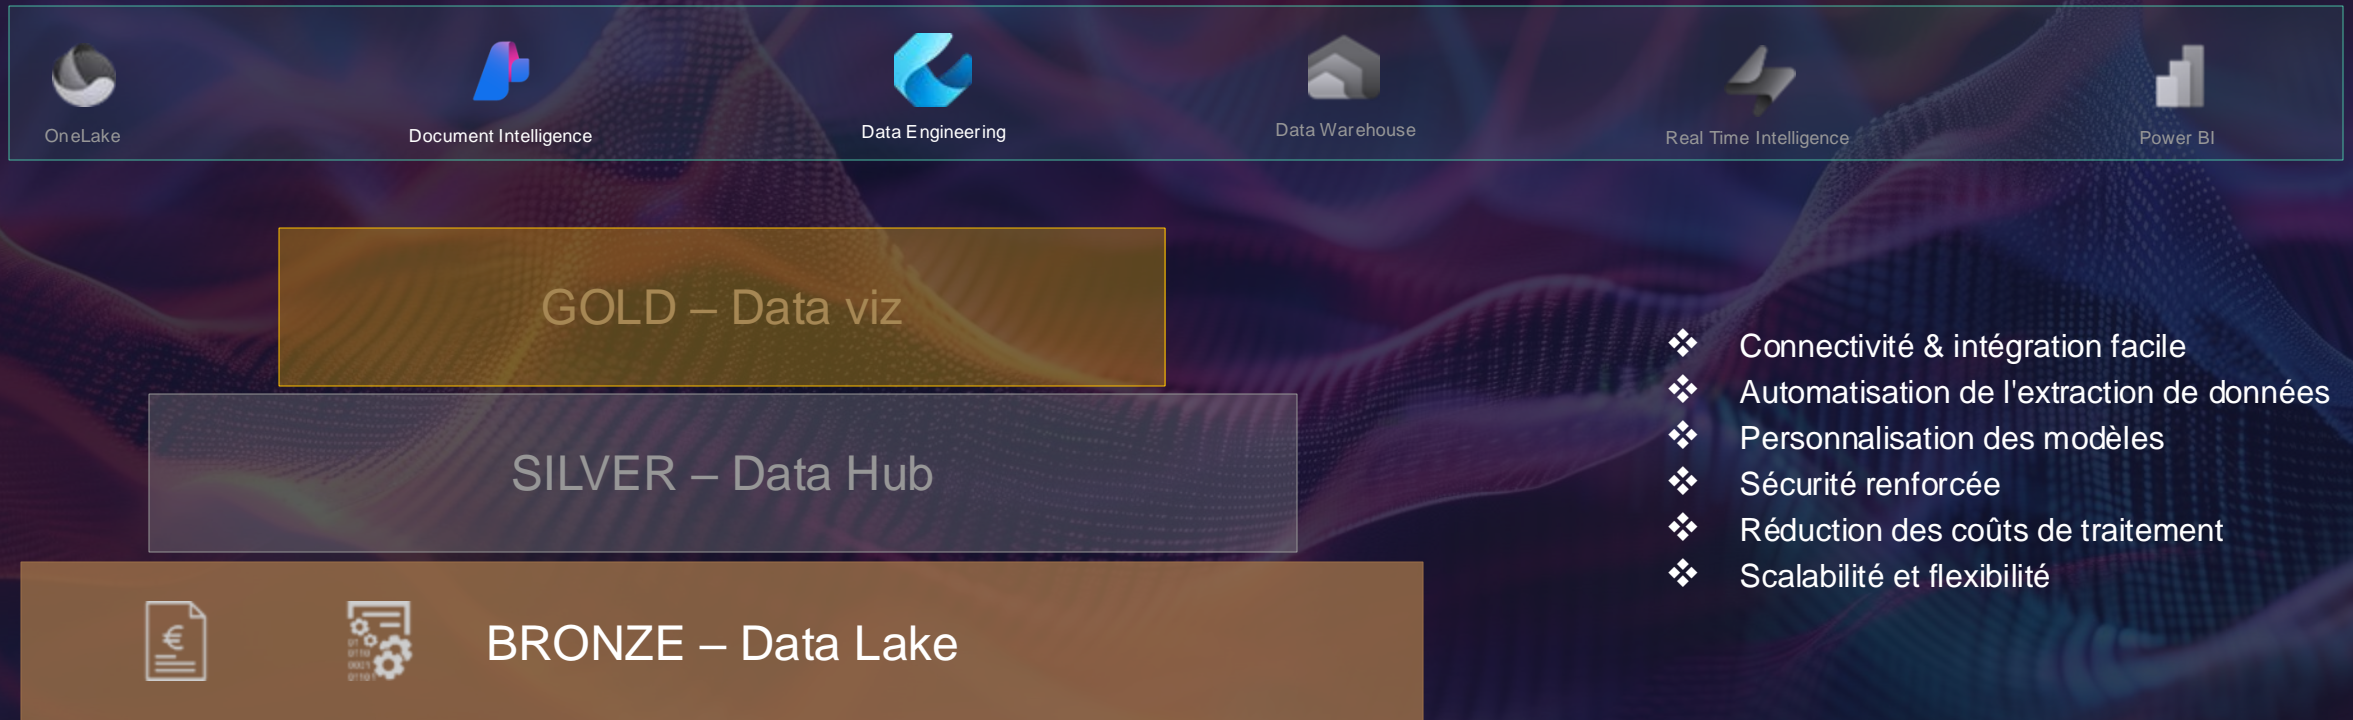 OneLake
Document Intelligence
Data Engineering
Data Warehouse
Real Time Intelligence
Power BI
GOLD – Data viz
SILVER – Data Hub
BRONZE – Data Lake
❖ Connectivité & intégration facile
❖ Automatisation de l'extraction de données
❖ Personnalisation des modèles
❖ Sécurité renforcée
❖ Réduction des coûts de traitement
❖ Scalabilité et flexibilité